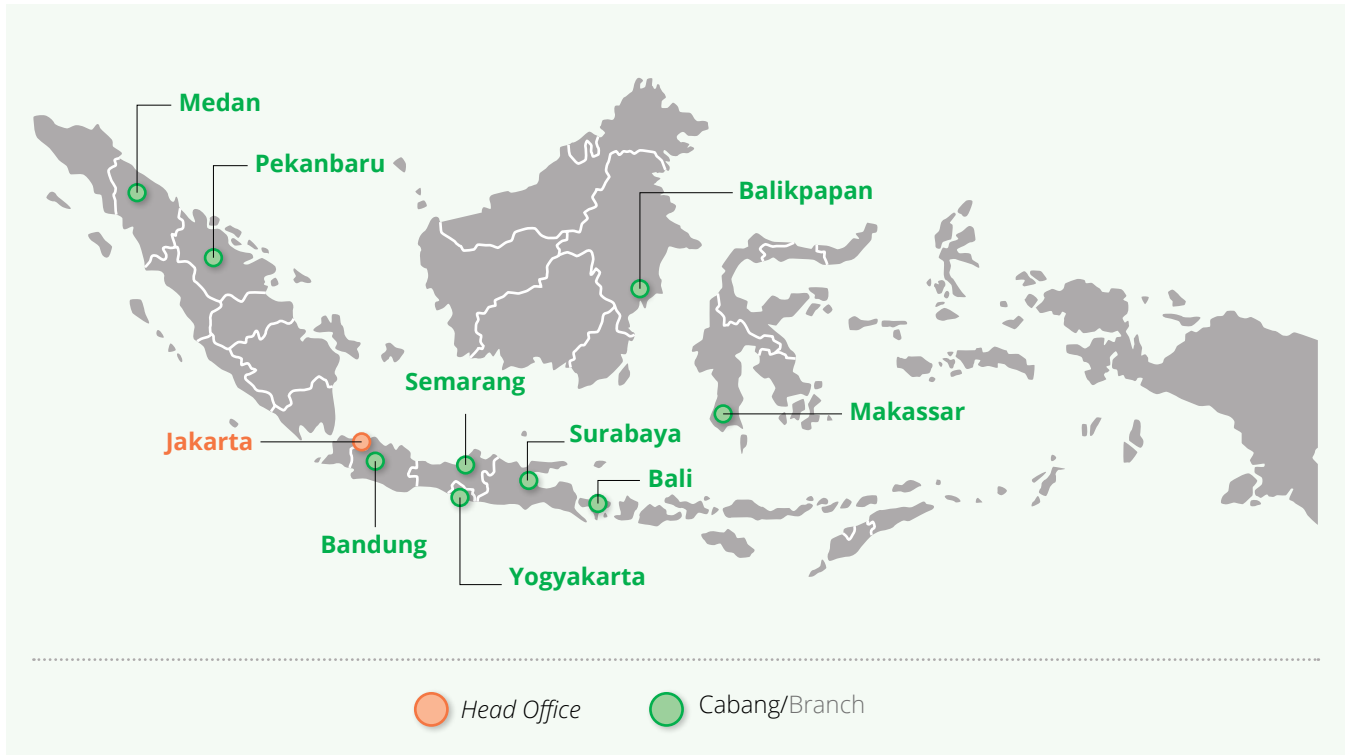 Medan
Pekanbaru
Balikpapan
Semarang
Makassar
Surabaya
Jakarta
Bali
Bandung
Yogyakarta
Head Office
Cabang/Branch